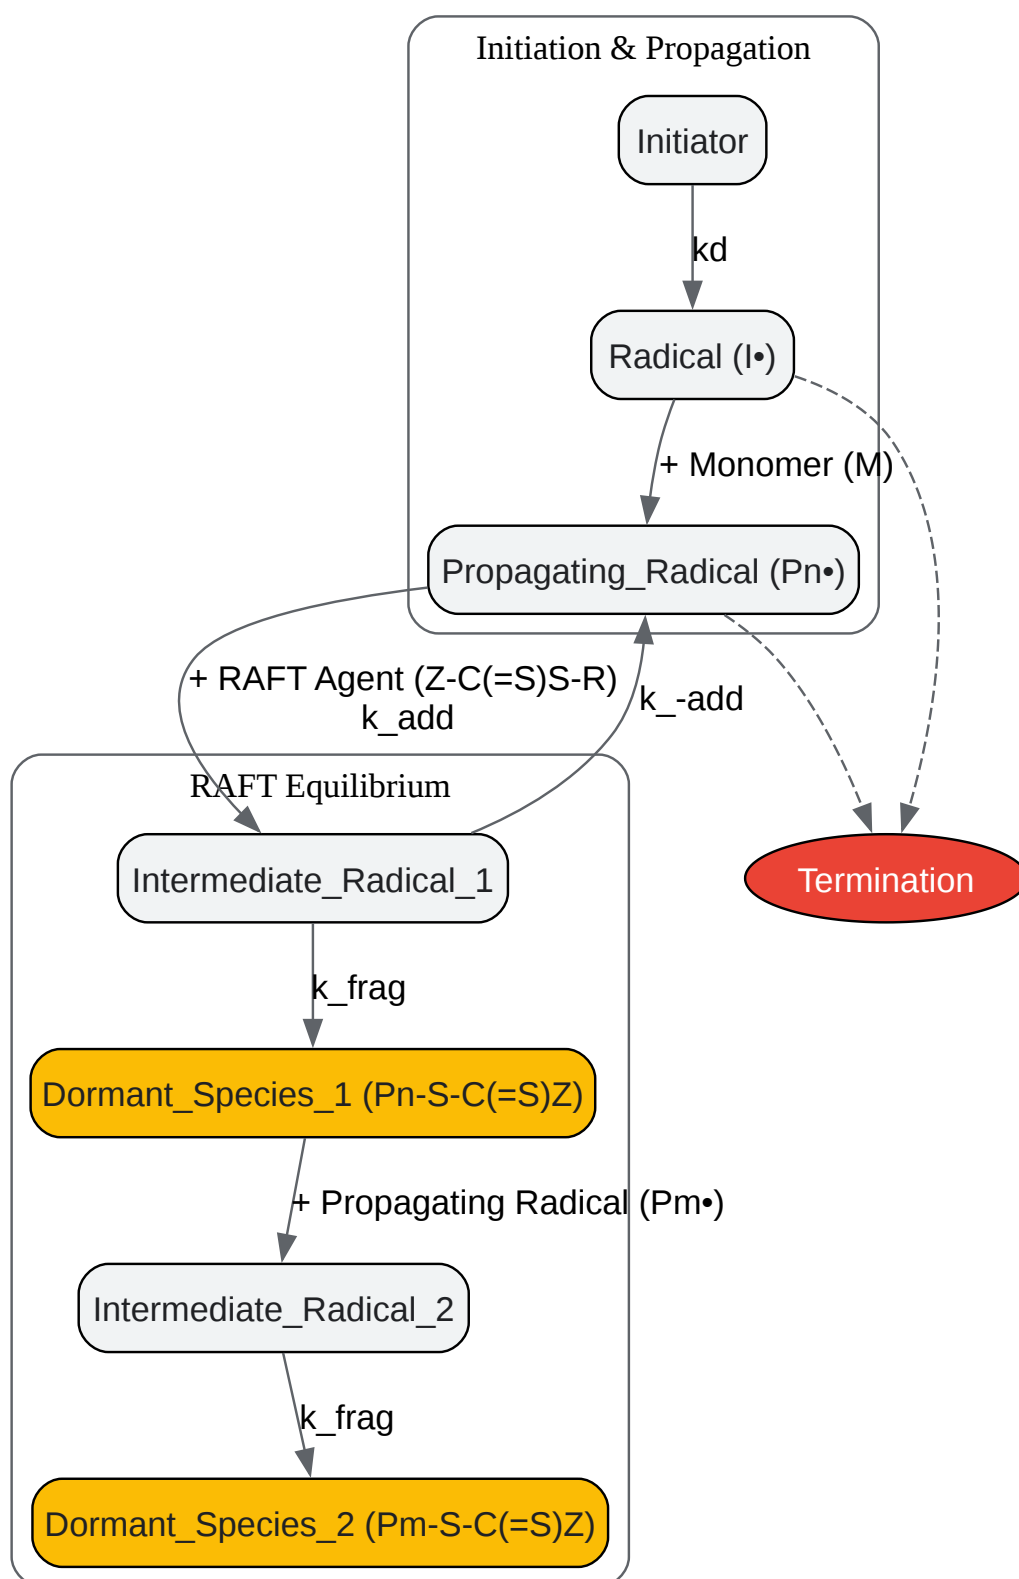 Initiation & Propagation
Initiator
kd
Radical (I•)
+ Monomer (M)
Propagating_Radical (Pn•)
+ RAFT Agent (Z-C(=S)S-R)
k_add
k_-add
RAFT Equilibrium
Intermediate_Radical_1
Termination
k_frag
Dormant_Species_1 (Pn-S-C(=S)Z)
+ Propagating Radical (Pm•)
Intermediate_Radical_2
k_frag
Dormant_Species_2 (Pm-S-C(=S)Z)